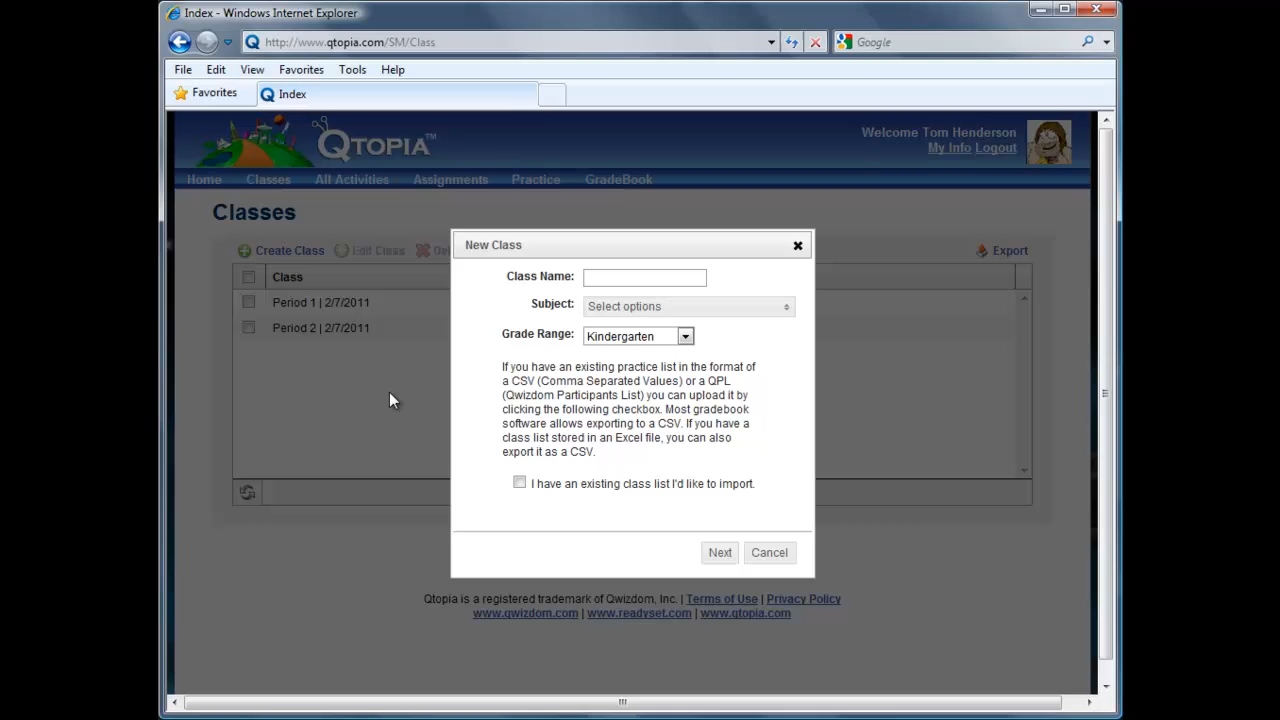 Index - Windows Internet Explorer
http://www.qtopia.com/SM/Class
Google
File Edit View Favorites Tools Help
Favorites
Index
QTOPIA™
Welcome Tom Henderson
My Info Logout
Home Classes All Activities Assignments Practice GradeBook
Classes
Create Class Edit Class Export
Class
Period 1 | 2/7/2011
Period 2 | 2/7/2011
New Class
Class Name:
Subject: Select options
Grade Range: Kindergarten
If you have an existing practice list in the format of
a CSV (Comma Separated Values) or a QPL
(Qwizdom Participants List) you can upload it by
clicking the following checkbox. Most gradebook
software allows exporting to a CSV. If you have a
class list stored in an Excel file, you can also
export it as a CSV.
I have an existing class list I'd like to import.
Next Cancel
Qtopia is a registered trademark of Qwizdom, Inc. | Terms of Use | Privacy Policy
www.qwizdom.com | www.readyset.com | www.qtopia.com